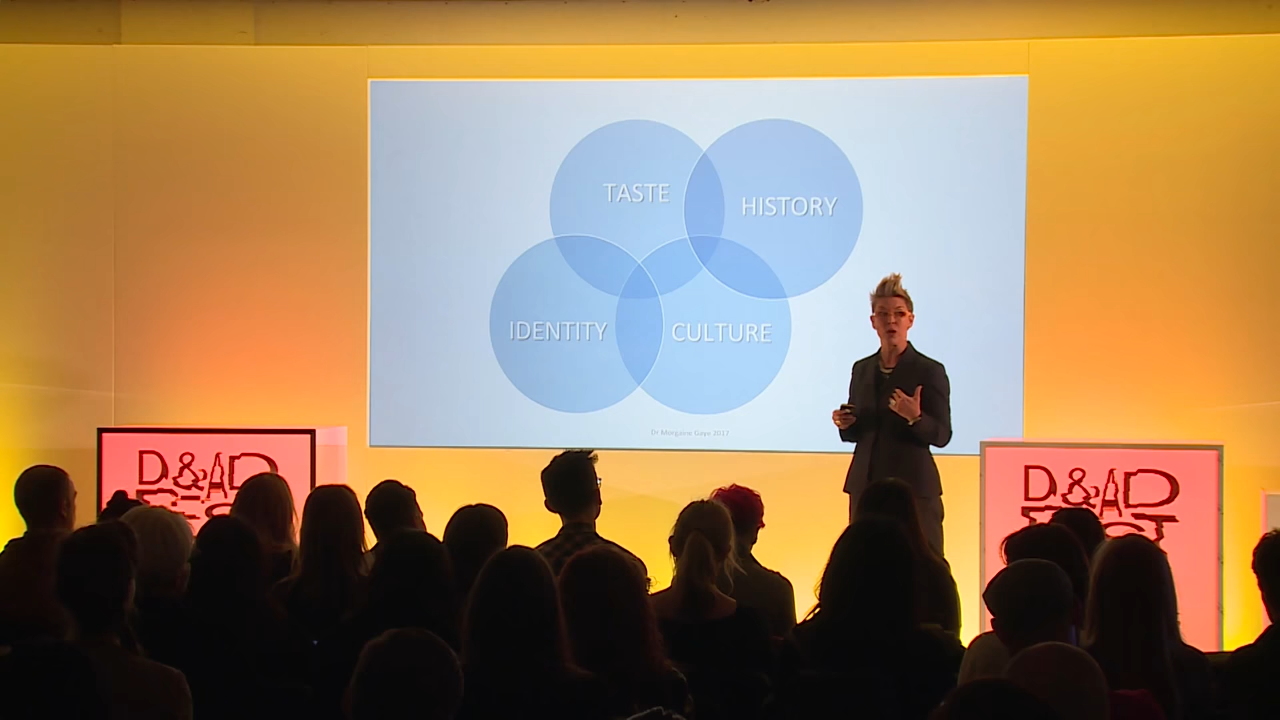 TASTE
HISTORY
IDENTITY
CULTURE
Dr Morgaine Gaye 2017
D&AD
D&AD